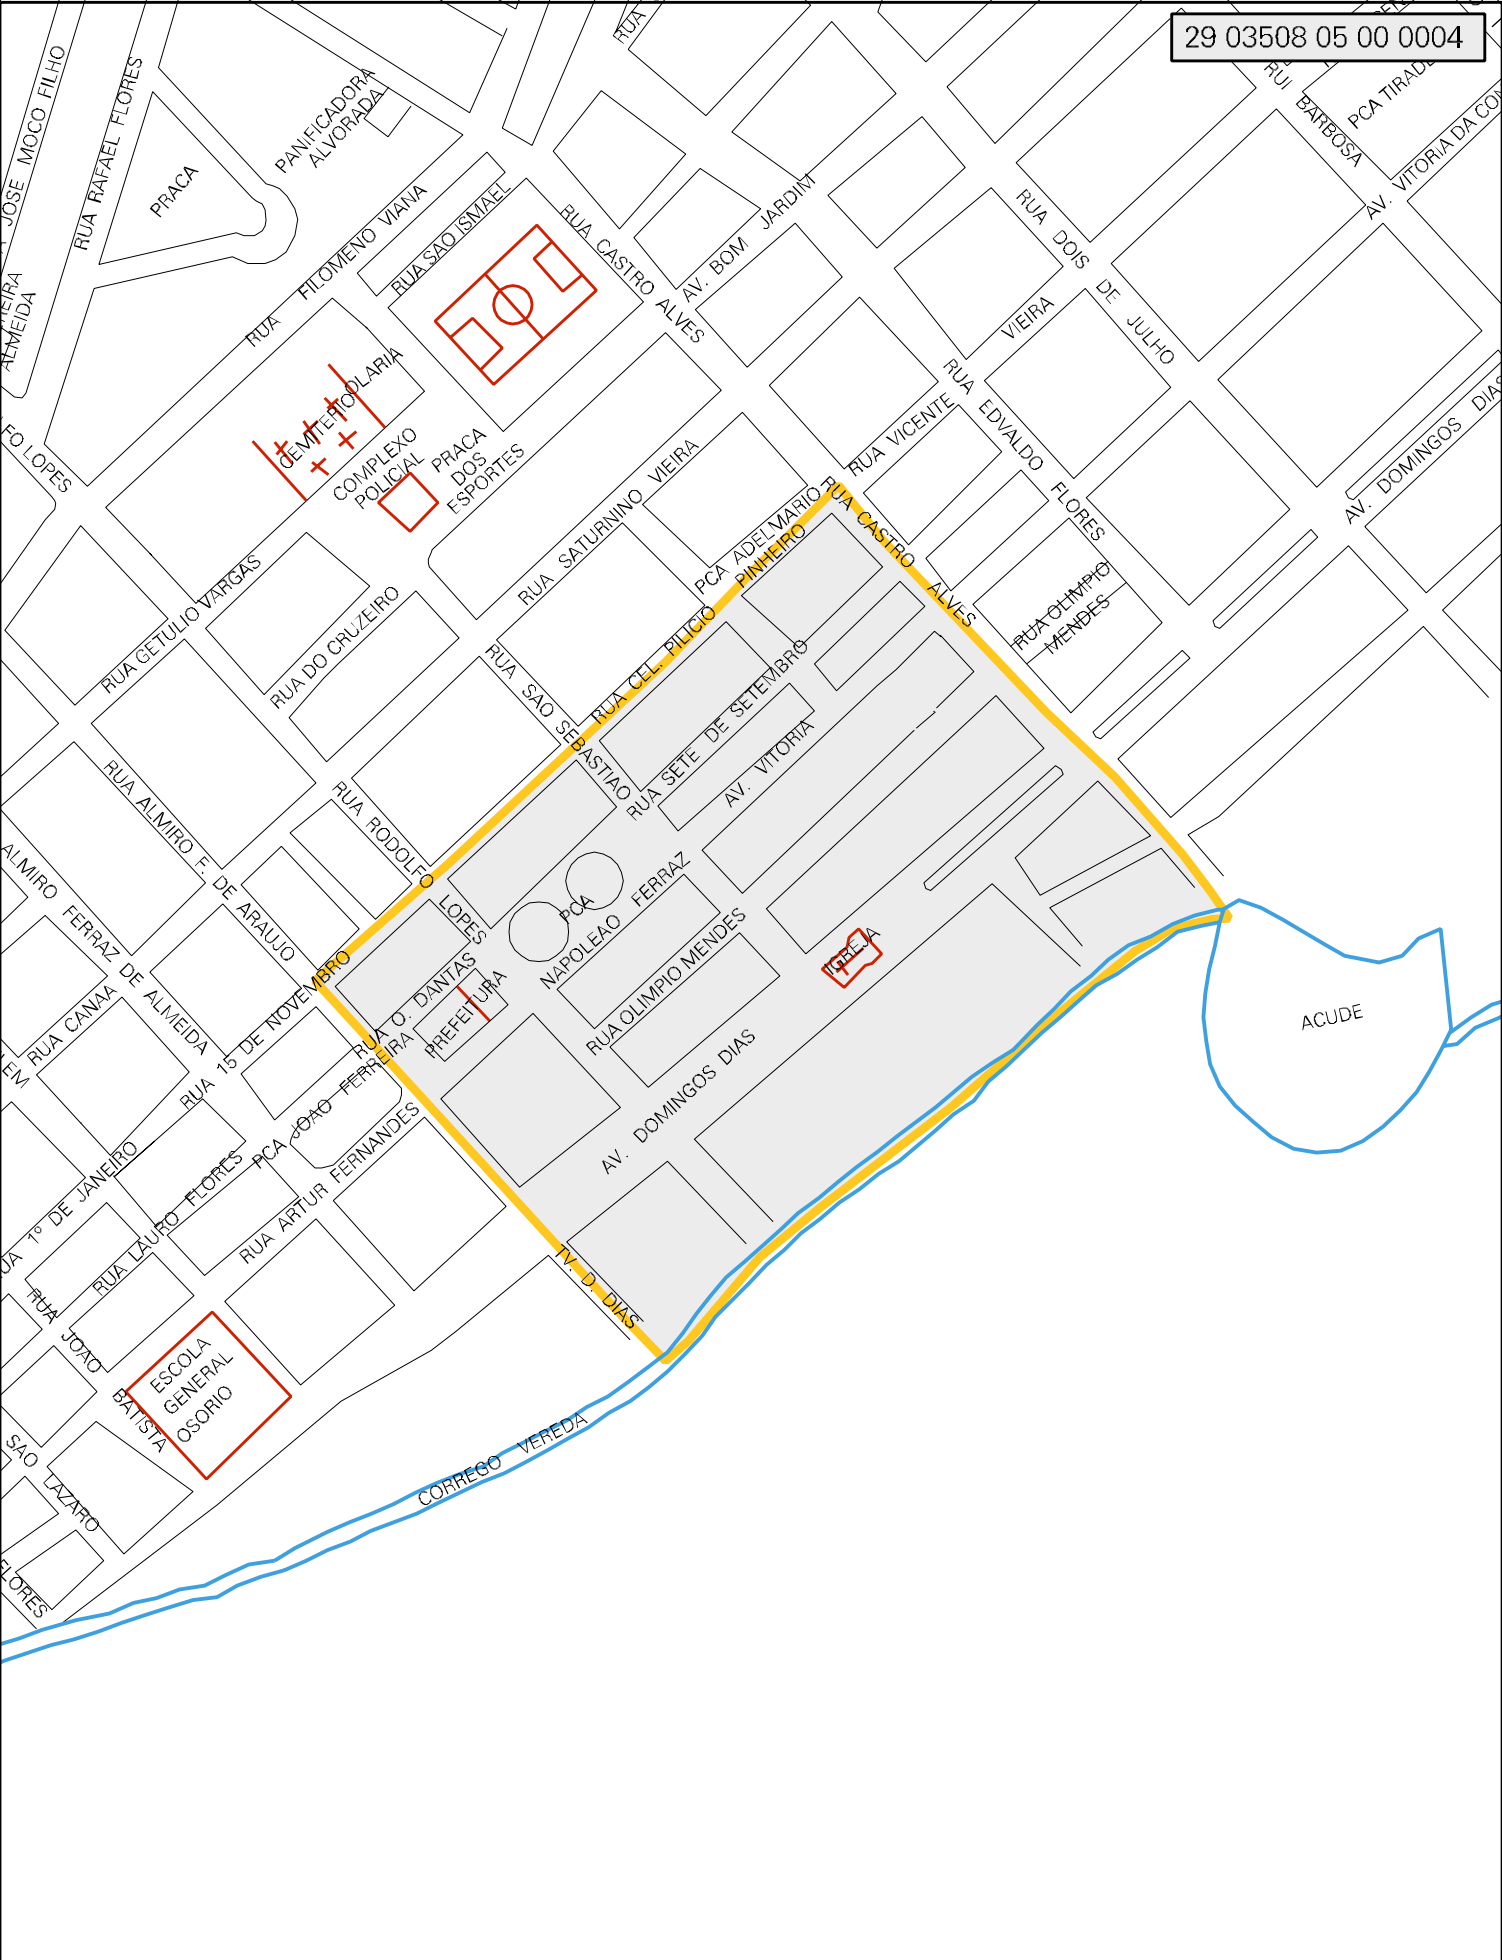 29 03508 05 00 0004
JOSE MOCO FILHO
RUA RAFAEL FLORES
PRACA
PANIFICADORA
ALVORADA
RUA
RUA FILOMENO VIANA
RUA SAO ISMAEL
RUA CASTRO ALVES
AV. BOM JARDIM
RUI BARBOSA
AV. VITORIA DA
RUA DOIS DE JULHO
ALMEIDA
CEMITERIO
OLARIA
COMPLEXO
POLICIAL
PRACA
DOS
ESPORTES
VIEIRA
RUA VICENTE
RUA EDVALDO FLORES
AV. DOMINGOS DIAS
LOPES
RUA SATURNINO VIEIRA
PCA ADELMARIO
PINHEIRO
RUA CASTRO ALVES
RUA OLIMPIO
MENDES
RUA GETULIO VARGAS
RUA DO CRUZEIRO
RUA CEL. PILICIO
RUA SAO SEBASTIAO
RUA SETE DE SETEMBRO
AV. VITORIA
RUA ALMIRO F. DE ARAUJO
RUA RODOLFO LOPES
ALMIRO FERRAZ DE ALMEIDA
PCA
NAPOLEAO FERRAZ
RUA OLIMPIO MENDES
IGREJA
RUA O. DANTAS
PREFEITURA
RUA CANAA
RUA 15 DE NOVEMBRO
PCA JOAO FERREIRA
ACUDE
AV. DOMINGOS DIAS
RUA ARTUR FERNANDES
1º DE JANEIRO
RUA LAURO FLORES
TV. D. DIAS
RUA JOAO BATISTA
ESCOLA
GENERAL
OSORIO
SAO LAZARO
CORREGO VEREDA